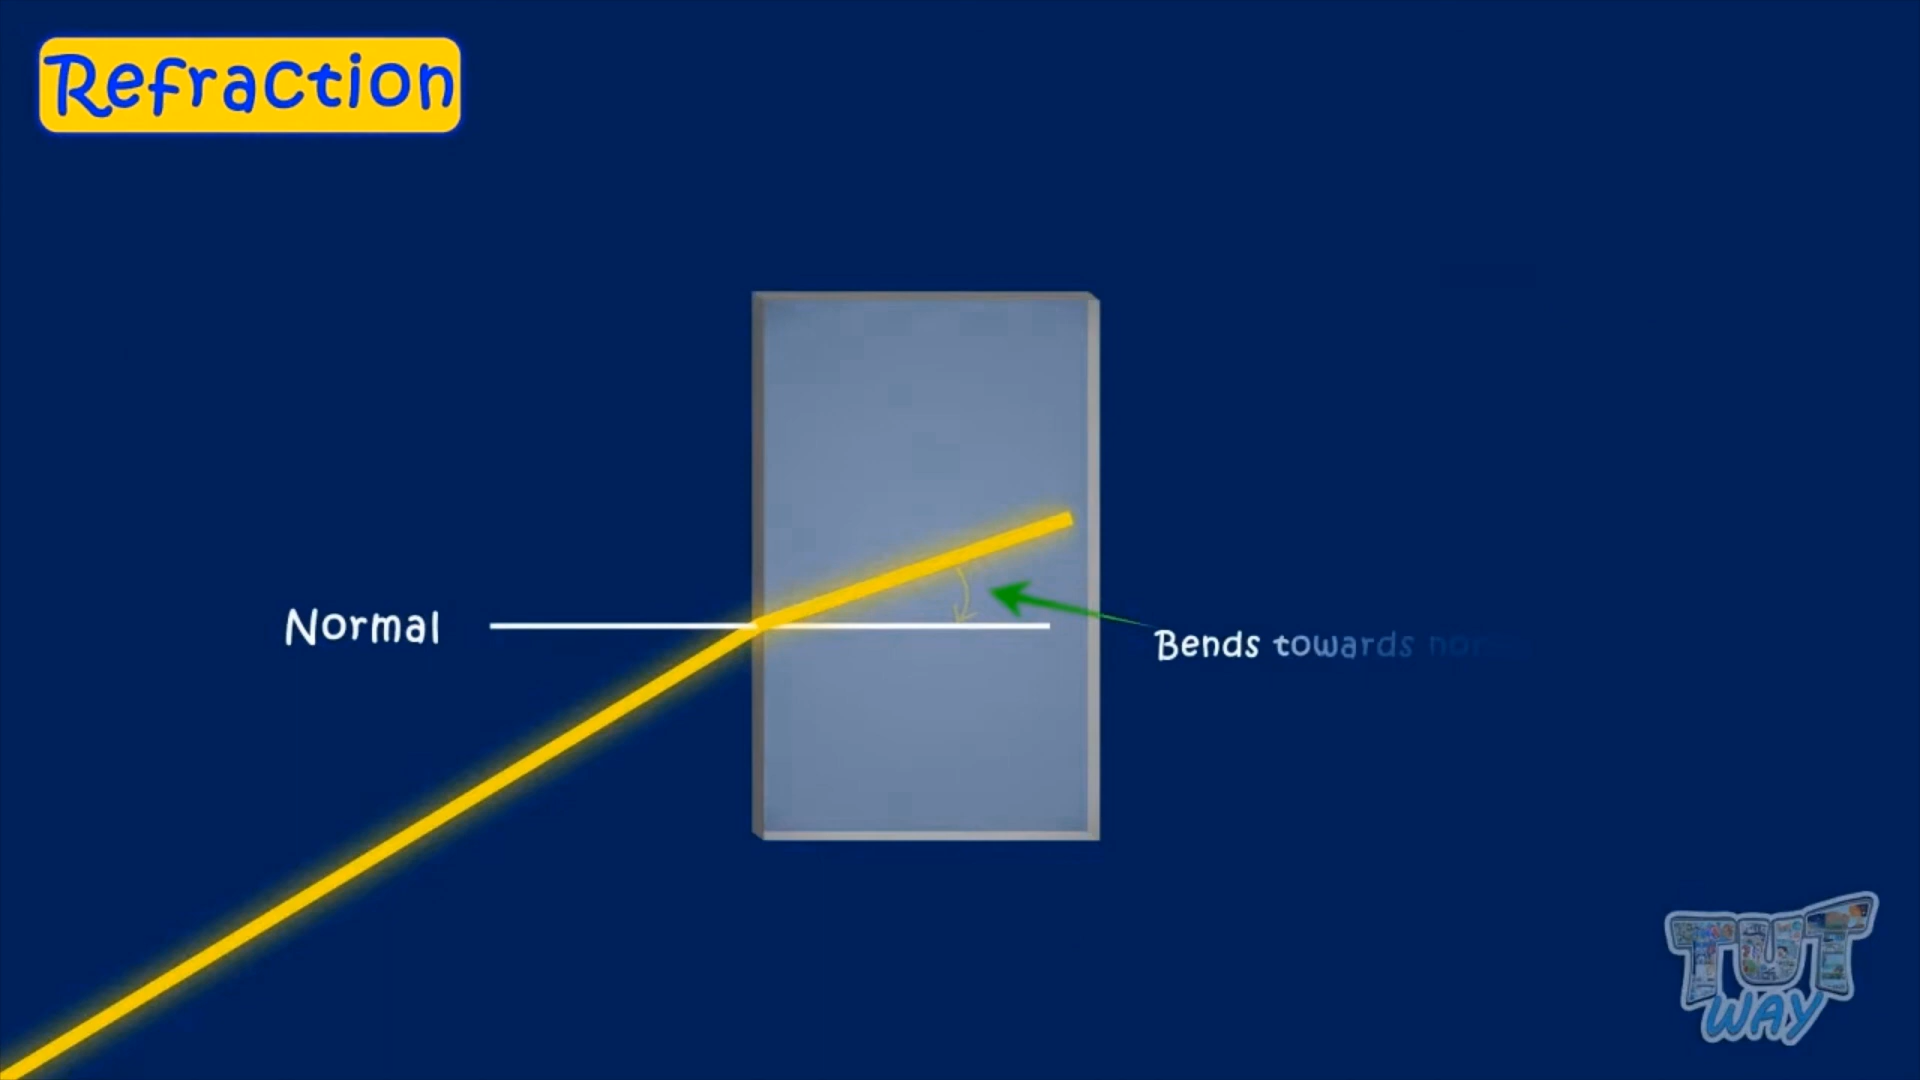 Refraction
Normal
Bends towards
TUT
WAY